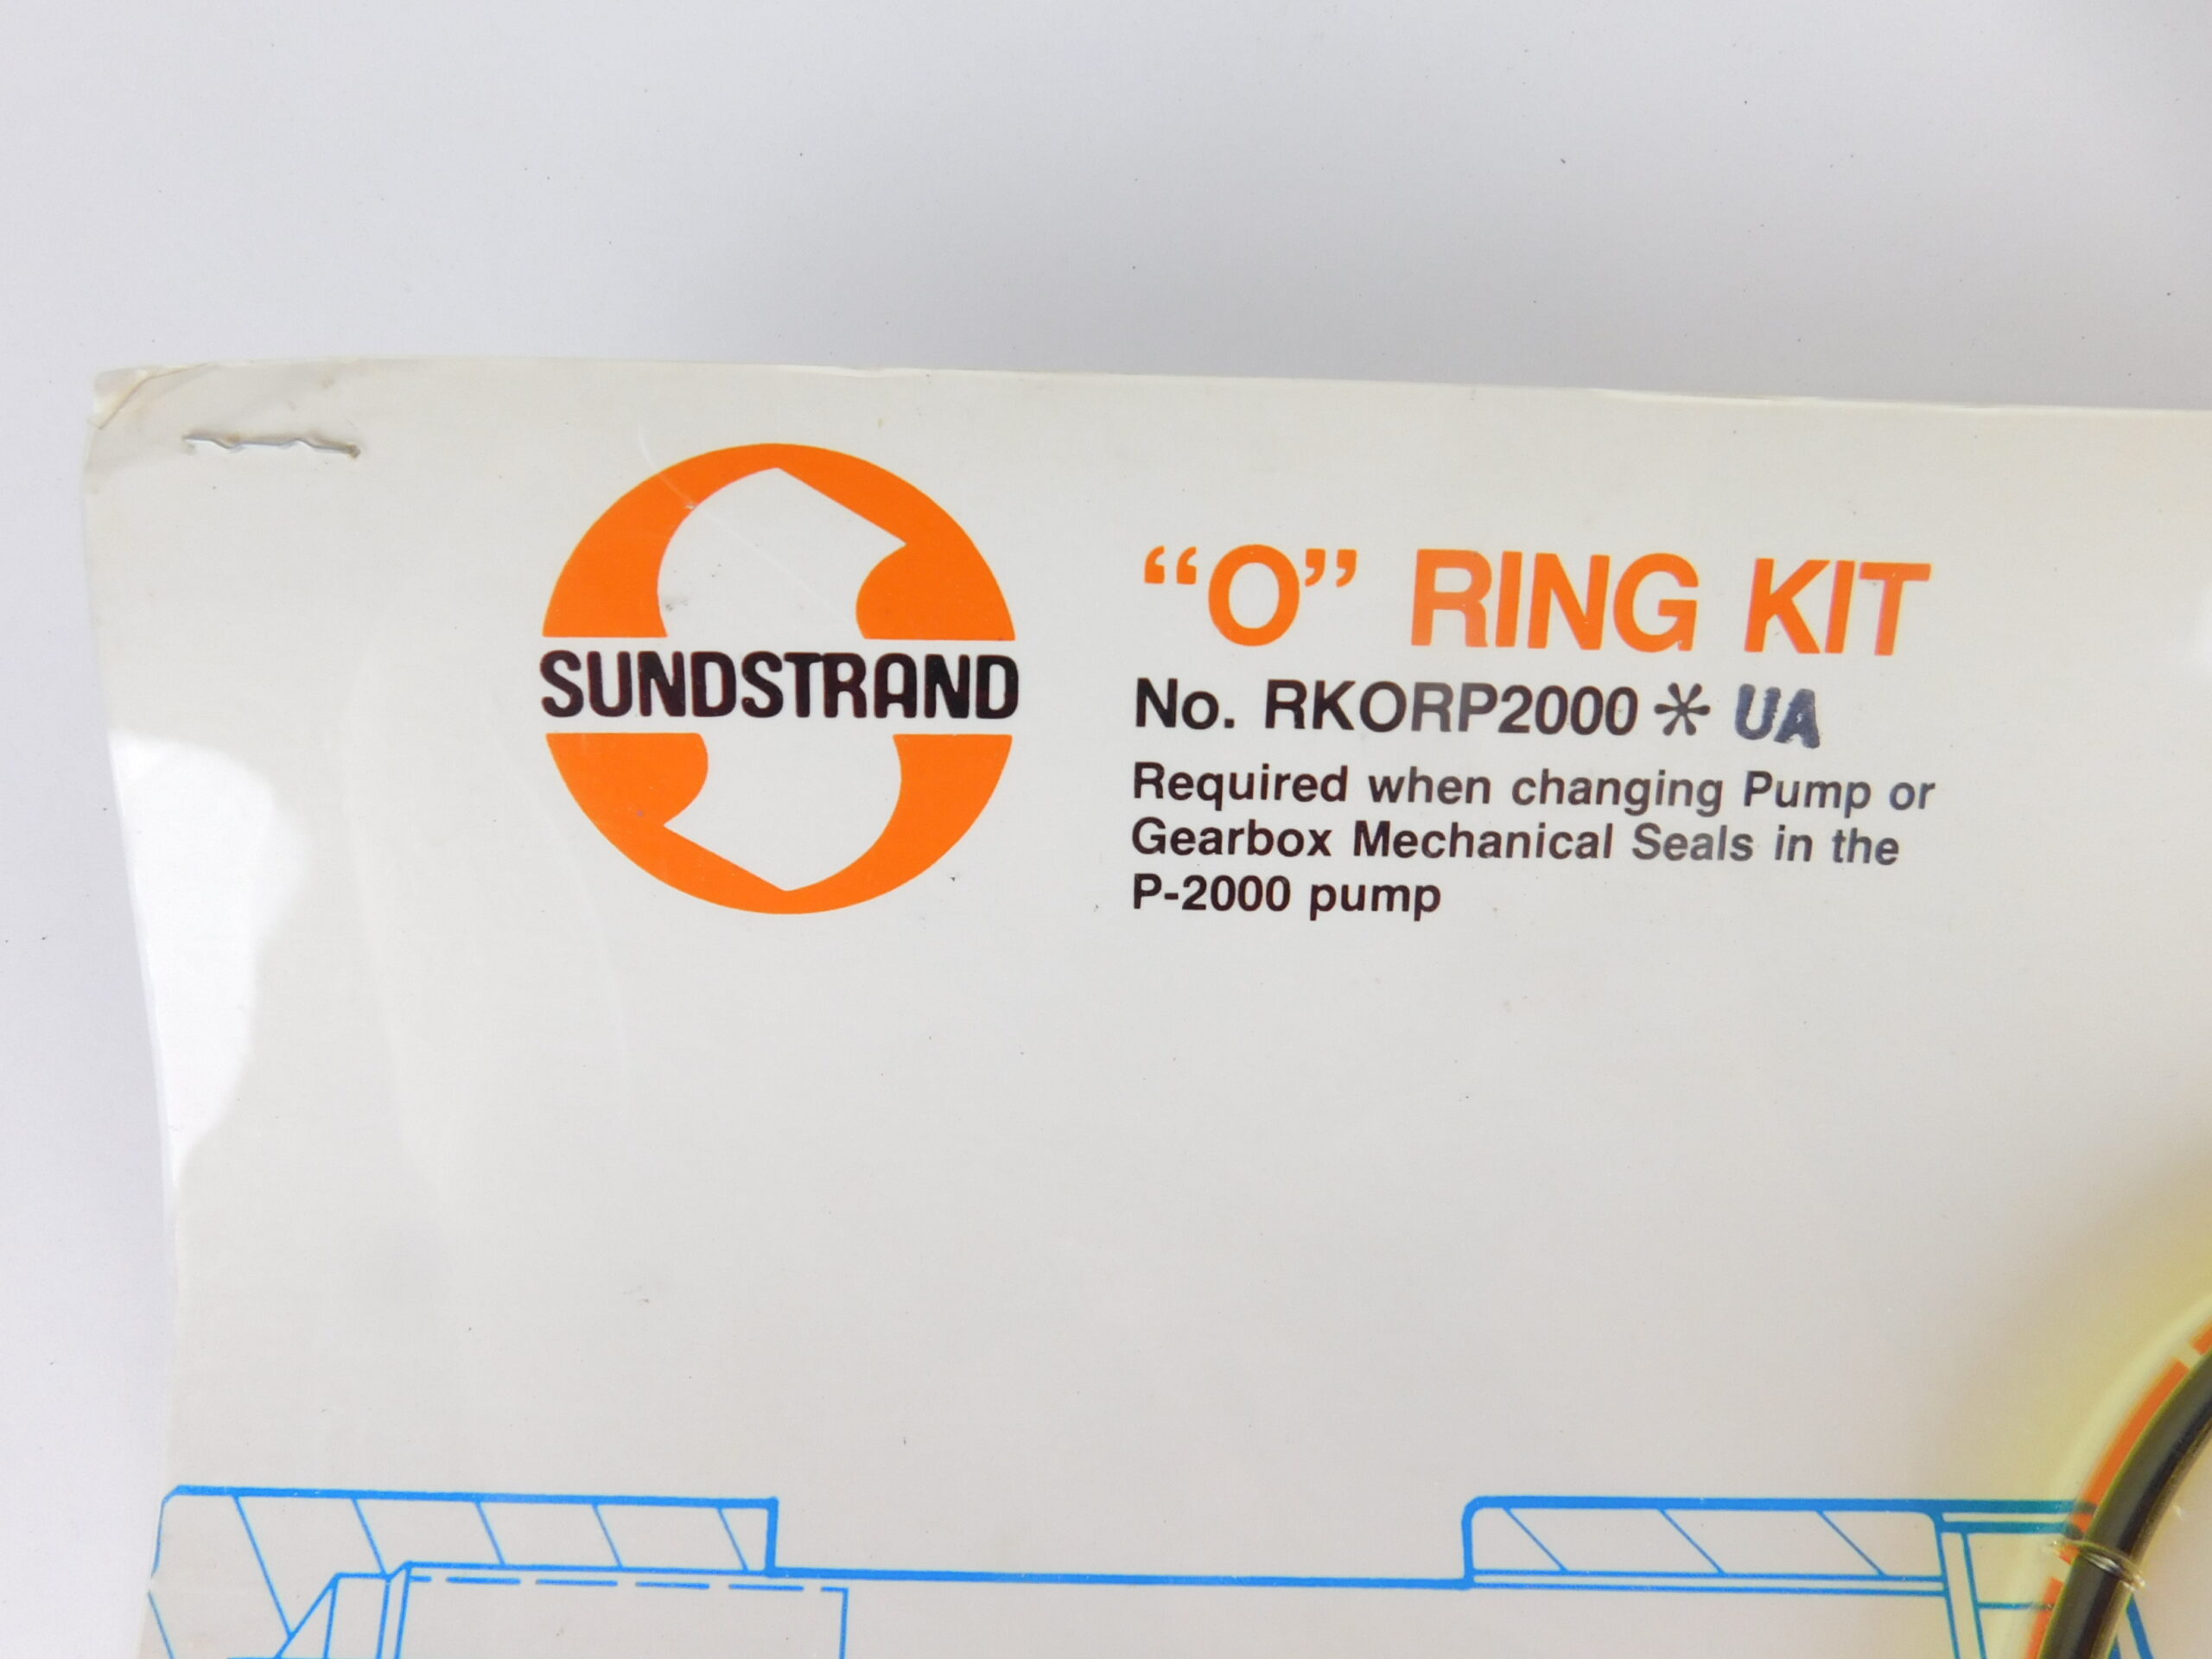 SUNDSTRAND
“O” RING KIT
No. RKORP2000* UA
Required when changing Pump or
Gearbox Mechanical Seals in the
P-2000 pump